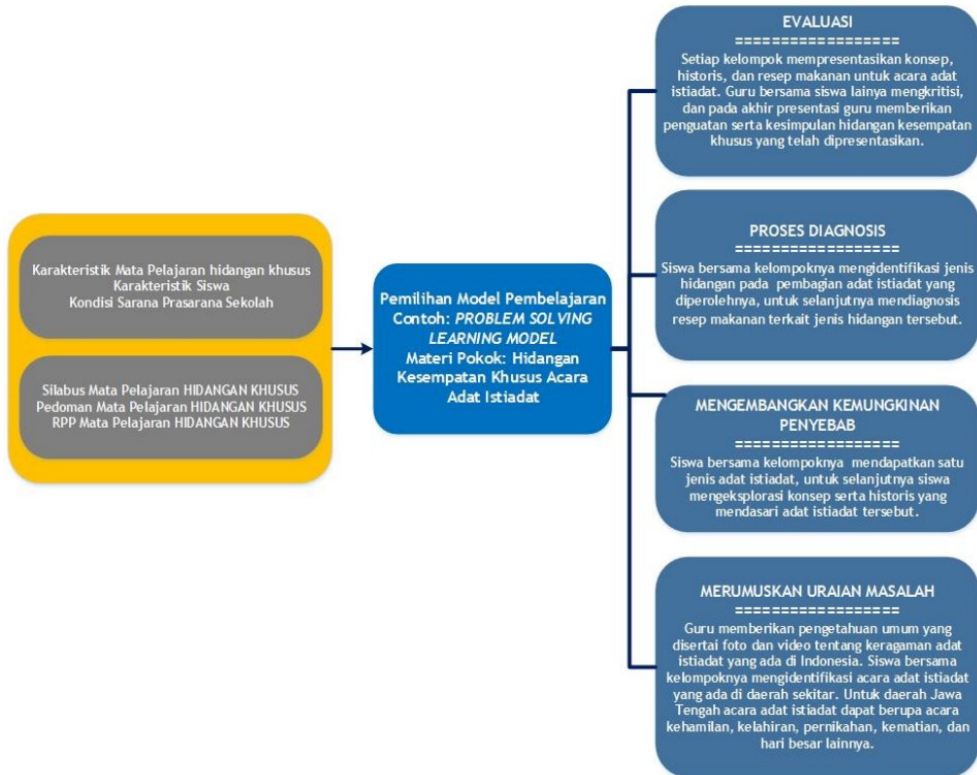 Karakteristik Mata Pelajaran hidangan khusus
Karakteristik Siswa
Kondisi Sarana Prasarana Sekolah
Silabus Mata Pelajaran HIDANGAN KHUSUS
Pedoman Mata Pelajaran HIDANGAN KHUSUS
RPP Mata Pelajaran HIDANGAN KHUSUS
Pemilihan Model Pembelajaran
Contoh: PROBLEM SOLVING
LEARNING MODEL
Materi Pokok: Hidangan
Kesempatan Khusus Acara
Adat Istiadat
EVALUASI
==================
Setiap kelompok mempresentasikan konsep,
historis, dan resep makanan untuk acara adat
istiadat. Guru bersama siswa lainya mengkritisi,
dan pada akhir presentasi guru memberikan
penguatan serta kesimpulan hidangan kesempatan
khusus yang telah dipresentasikan.
PROSES DIAGNOSIS
==================
Siswa bersama kelompoknya mengidentifikasi jenis
hidangan pada pembagian adat istiadat yang
diperolehnya, untuk selanjutnya mendiagnosis
resep makanan terkait jenis hidangan tersebut.
MENGEMBANGKAN KEMUNGKINAN
PENYEBAB
==================
Siswa bersama kelompoknya mendapatkan satu
jenis adat istiadat, untuk selanjutnya siswa
mengeksplorasi konsep serta historis yang
mendasari adat istiadat tersebut.
MERUMUSKAN URAIAN MASALAH
==================
Guru memberikan pengetahuan umum yang
disertai foto dan video tentang keragaman adat
istiadat yang ada di Indonesia. Siswa bersama
kelompoknya mengidentifikasi acara adat istiadat
yang ada di daerah sekitar. Untuk daerah Jawa
Tengah acara adat istiadat dapat berupa acara
kehamilan, kelahiran, pernikahan, kematian, dan
hari besar lainnya.